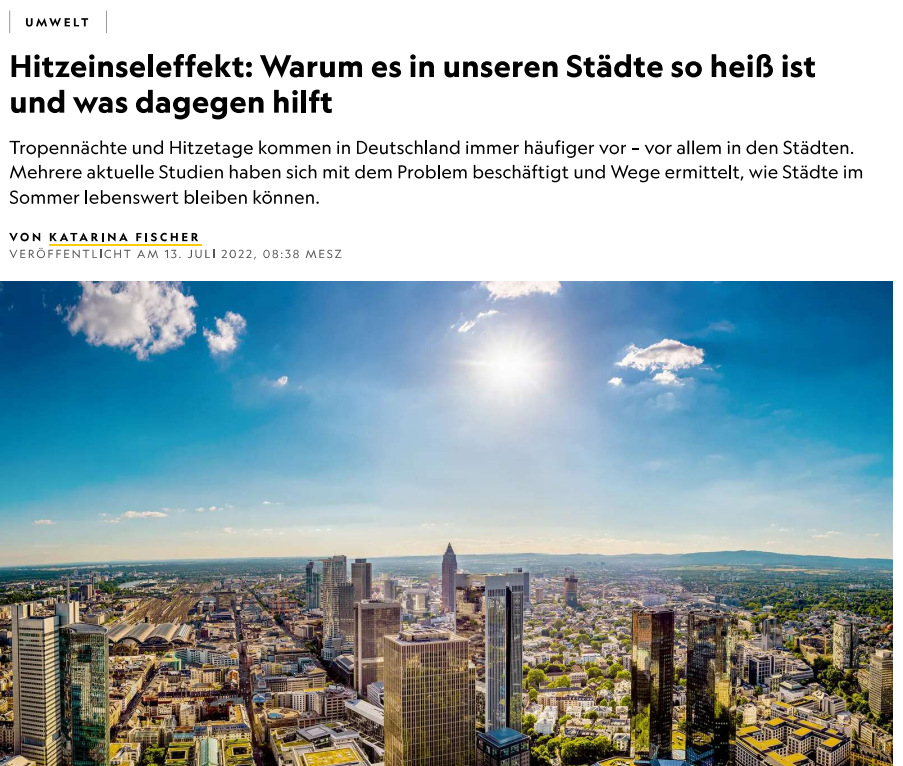 UMWELT
Hitzeinseleffekt: Warum es in unseren Städte so heiß ist
und was dagegen hilft
Tropennächte und Hitzetage kommen in Deutschland immer häufiger vor – vor allem in den Städten.
Mehrere aktuelle Studien haben sich mit dem Problem beschäftigt und Wege ermittelt, wie Städte im
Sommer lebenswert bleiben können.
VON KATARINA FISCHER
VERÖFFENTLICHT AM 13. JULI 2022, 08:38 MESZ